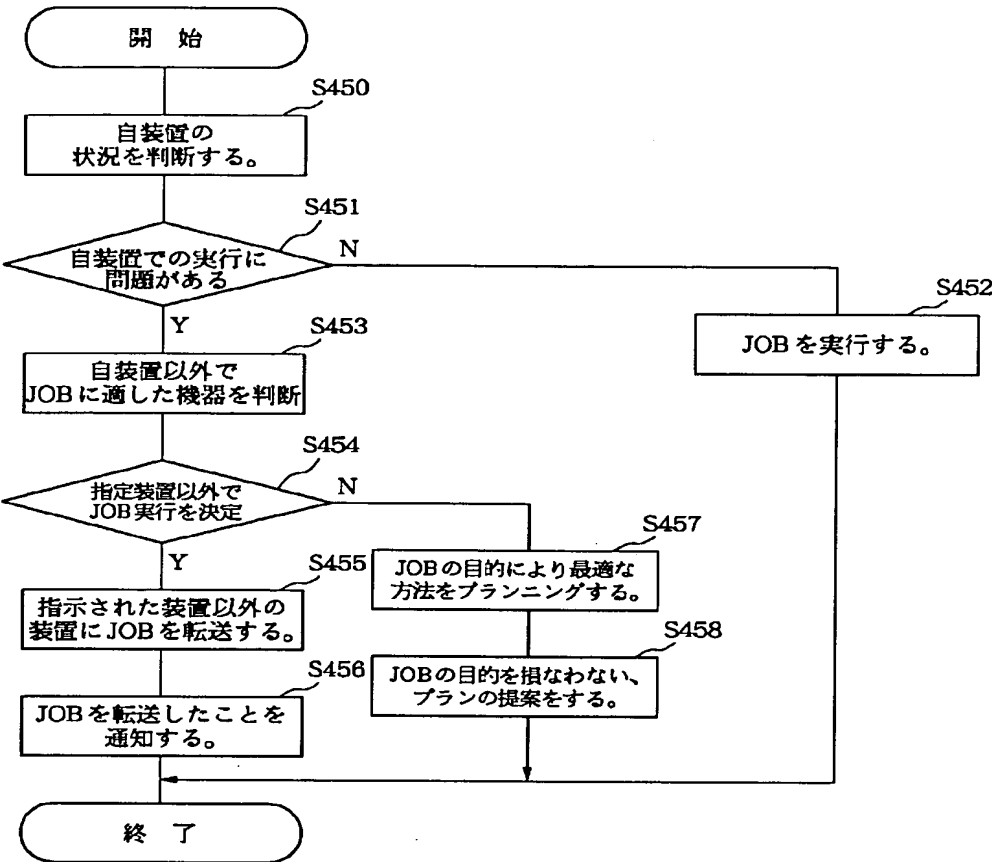 開 始
S450
自装置の
状況を判断する。
S451
自装置での実行に
問題がある
N
Y
S452
JOBを実行する。
S453
自装置以外で
JOBに適した機器を判断
S454
指定装置以外で
JOB実行を決定
N
Y
S455
指示された装置以外の
装置にJOBを転送する。
S456
JOBを転送したことを
通知する。
S457
JOBの目的により最適な
方法をプランニングする。
S458
JOBの目的を損なわない、
プランの提案をする。
終 了